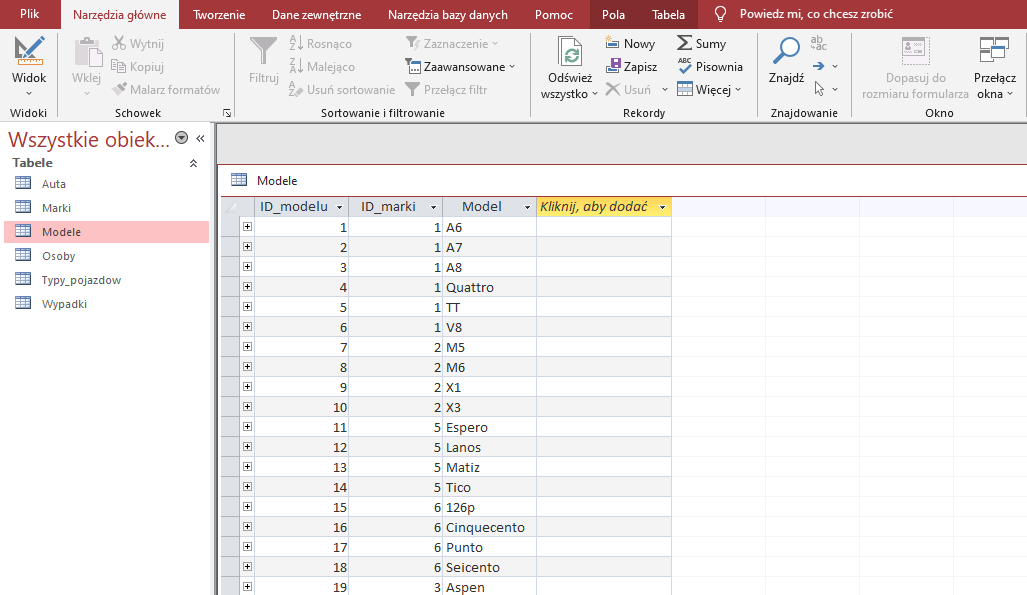 Plik Narzędzia główne Tworzenie Dane zewnętrzne Narzędzia bazy danych Pomoc Pola Tabela Powiedz mi, co chcesz zrobić
Widok
Widoki
Wklej
Wytnij
Kopiuj
Malarz formatów
Schowek
Filtruj
Rosnąco
Malejąco
Usuń sortowanie
Zaznaczenie
Zaawansowane
Przełącz filtr
Sortowanie i filtrowanie
Odśwież
wszystko
Nowy
Zapisz
Usuń
Sumy
Pisownia
Więcej
Rekordy
Znajdź
Znajdowanie
Dopasuj do
rozmiaru formularza
Przełącz
okna
Okno
Wszystkie obiek...
Tabele
Auta
Marki
Modele
Osoby
Typy_pojazdow
Wypadki
Modele
ID_modelu ID_marki Model Kliknij, aby dodać
1 1 A6
2 1 A7
3 1 A8
4 1 Quattro
5 1 TT
6 1 V8
7 2 M5
8 2 M6
9 2 X1
10 2 X3
11 5 Espero
12 5 Lanos
13 5 Matiz
14 5 Tico
15 6 126p
16 6 Cinquecento
17 6 Punto
18 6 Seicento
19 3 Aspen